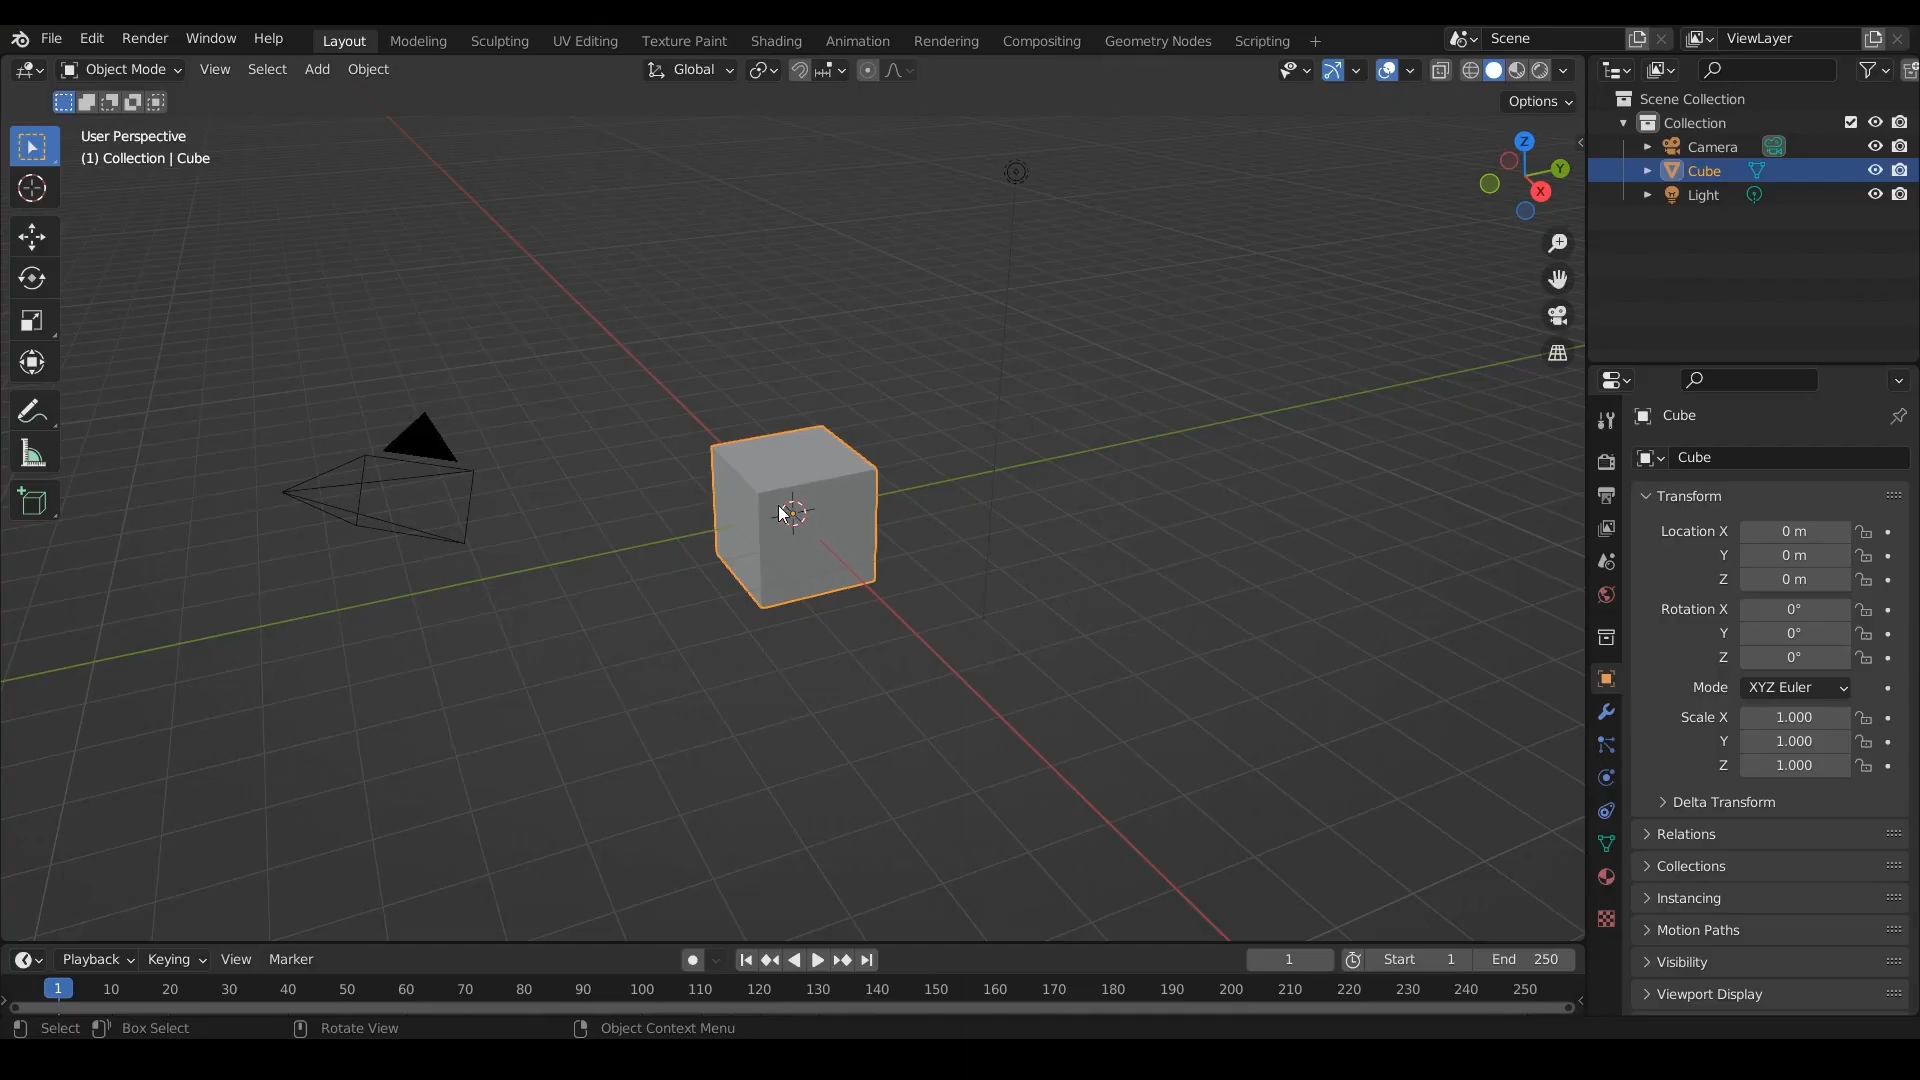 File Edit Render Window Help Layout Modeling Sculpting UV Editing Texture Paint Shading Animation Rendering Compositing Geometry Nodes Scripting + Scene ViewLayer
Object Mode View Select Add Object Global
Options
User Perspective
(1) Collection | Cube
Z
Y
X
Scene Collection
Collection
Camera
Cube
Light
Cube
Cube
Transform
Location X 0 m
Y 0 m
Z 0 m
Rotation X 0°
Y 0°
Z 0°
Mode XYZ Euler
Scale X 1.000
Y 1.000
Z 1.000
Delta Transform
Relations
Collections
Instancing
Motion Paths
Visibility
Viewport Display
Playback Keying View Marker 1 Start 1 End 250
1 10 20 30 40 50 60 70 80 90 100 110 120 130 140 150 160 170 180 190 200 210 220 230 240 250
Select Box Select Rotate View Object Context Menu